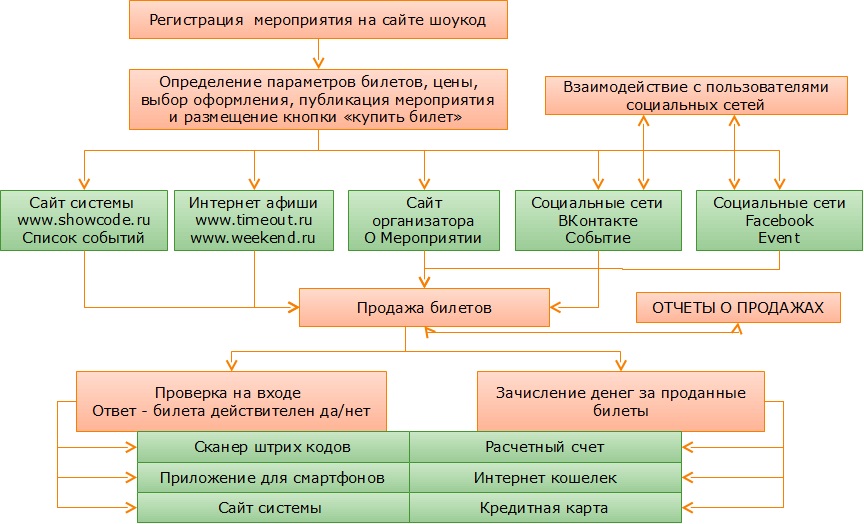 Регистрация мероприятия на сайте шоукод
Определение параметров билетов, цены,
выбор оформления, публикация мероприятия
и размещение кнопки «купить билет»
Взаимодействие с пользователями
социальных сетей
Сайт системы
www.showcode.ru
Список событий
Интернет афиши
www.timeout.ru
www.weekend.ru
Сайт
организатора
О Мероприятии
Социальные сети
ВКонтакте
Событие
Социальные сети
Facebook
Event
Продажа билетов
ОТЧЕТЫ О ПРОДАЖАХ
Проверка на входе
Ответ - билета действителен да/нет
Зачисление денег за проданные
билеты
Сканер штрих кодов
Расчетный счет
Приложение для смартфонов
Интернет кошелек
Сайт системы
Кредитная карта